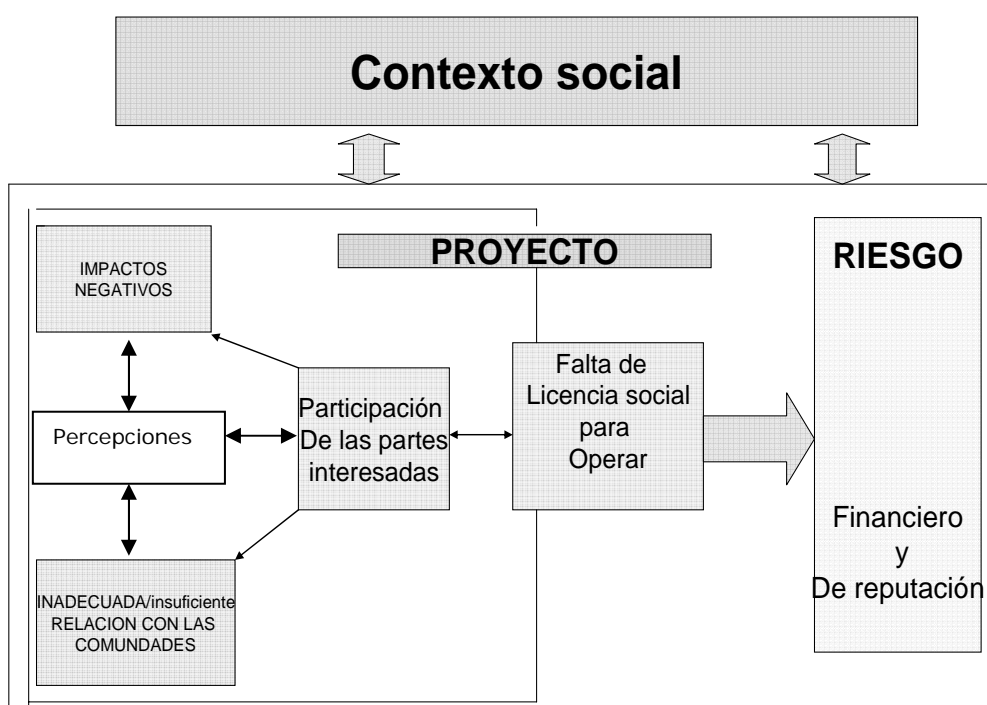 Contexto social
PROYECTO
IMPACTOS
NEGATIVOS
Percepciones
INADECUADA/insuficiente
RELACION CON LAS
COMUNDADES
Participación
De las partes
interesadas
Falta de
Licencia social
para
Operar
RIESGO
Financiero
y
De reputación